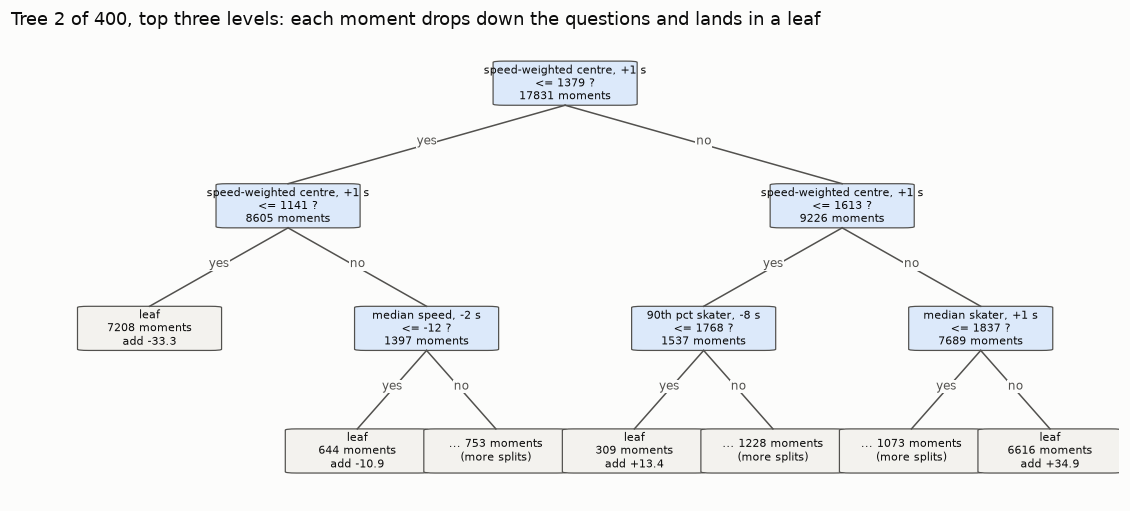 Tree 2 of 400, top three levels: each moment drops down the questions and lands in a leaf
speed-weighted centre, +1 s
<= 1379 ?
17831 moments
yes
no
speed-weighted centre, +1 s
<= 1141 ?
8605 moments
speed-weighted centre, +1 s
<= 1613 ?
9226 moments
yes
no
yes
no
leaf
7208 moments
add -33.3
median speed, -2 s
<= -12 ?
1397 moments
90th pct skater, -8 s
<= 1768 ?
1537 moments
median skater, +1 s
<= 1837 ?
7689 moments
yes
no
yes
no
yes
no
leaf
644 moments
add -10.9
... 753 moments
(more splits)
leaf
309 moments
add +13.4
... 1228 moments
(more splits)
... 1073 moments
(more splits)
leaf
6616 moments
add +34.9